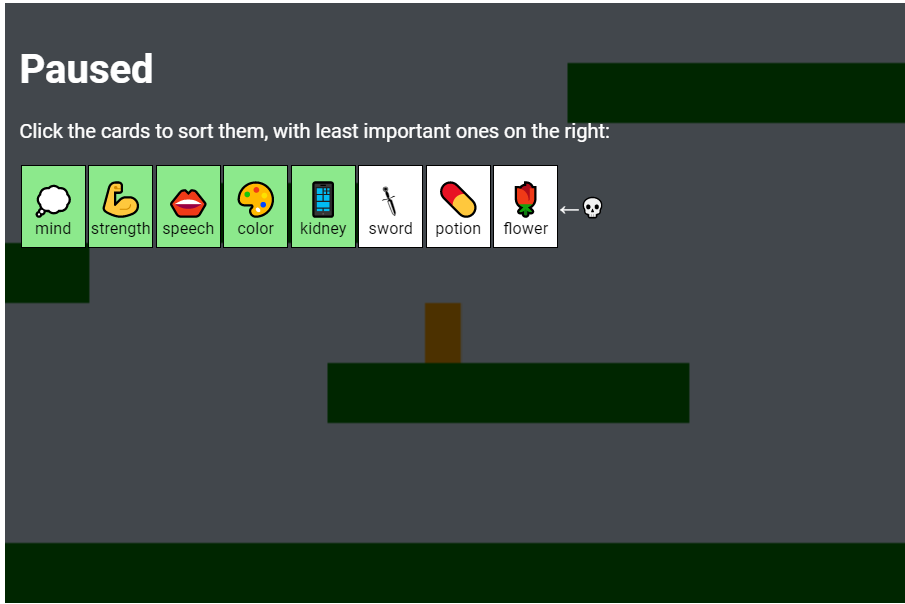 Paused
Click the cards to sort them, with least important ones on the right:
mind strength speech color kidney sword potion flower